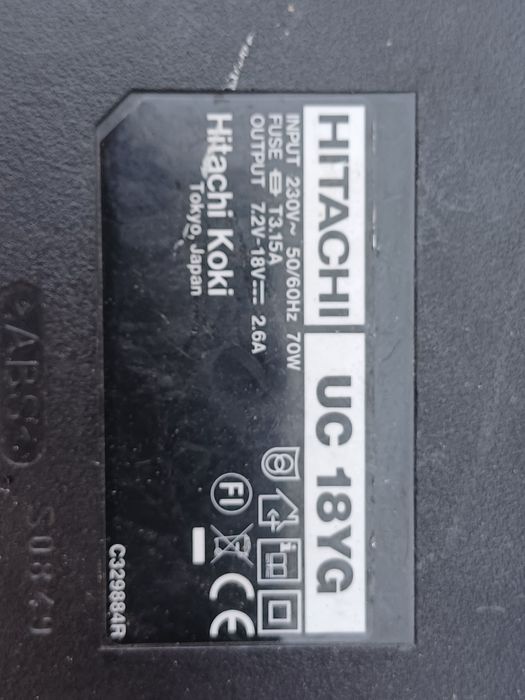 HITACHI UC 18YG
INPUT 230V~ 50/60Hz 70W
FUSE T3.15A
OUTPUT 7.2V-18V⎓ 2.6A
Hitachi Koki
Tokyo, Japan
FI CE
C329884R
>ABS<